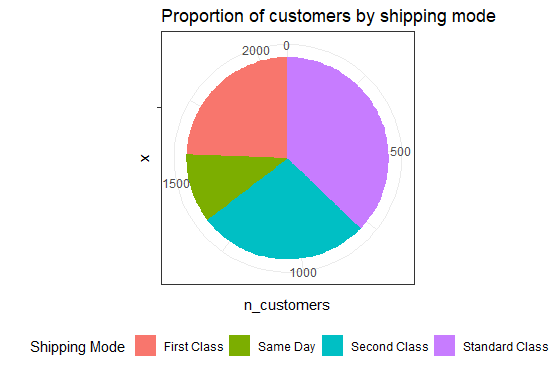 Proportion of customers by shipping mode
0
2000
500
x
1500
1000
n_customers
Shipping Mode First Class Same Day Second Class Standard Class